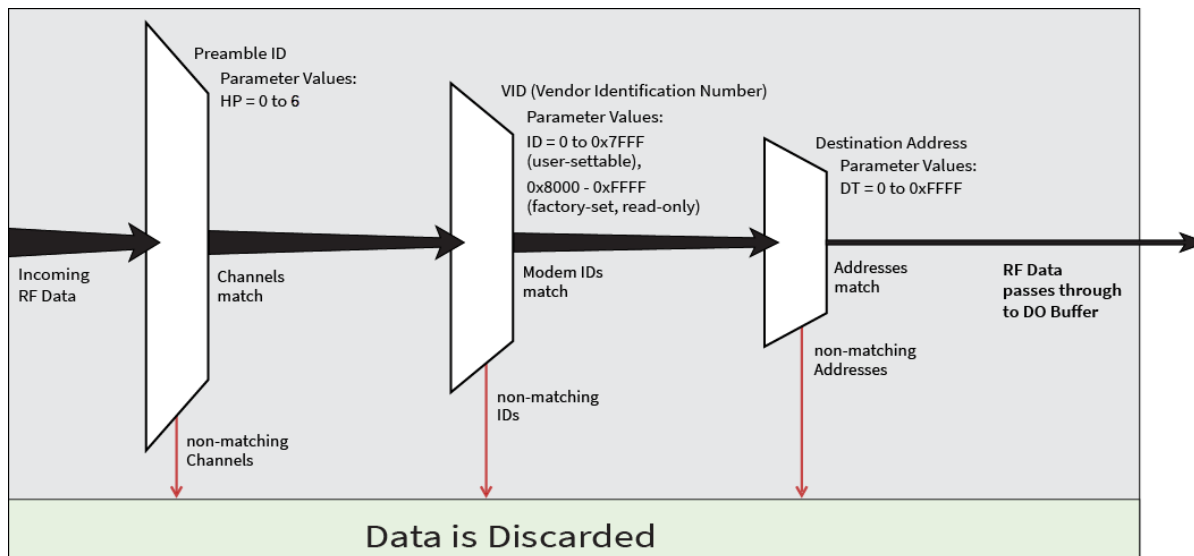 Preamble ID
Parameter Values:
HP = 0 to 6
VID (Vendor Identification Number)
Parameter Values:
ID = 0 to 0x7FFF
(user-settable),
0x8000 - 0xFFFF
(factory-set, read-only)
Destination Address
Parameter Values:
DT = 0 to 0xFFFF
Incoming
RF Data
Channels
match
Modem IDs
match
Addresses
match
RF Data
passes through
to DO Buffer
non-matching
Channels
non-matching
IDs
non-matching
Addresses
Data is Discarded